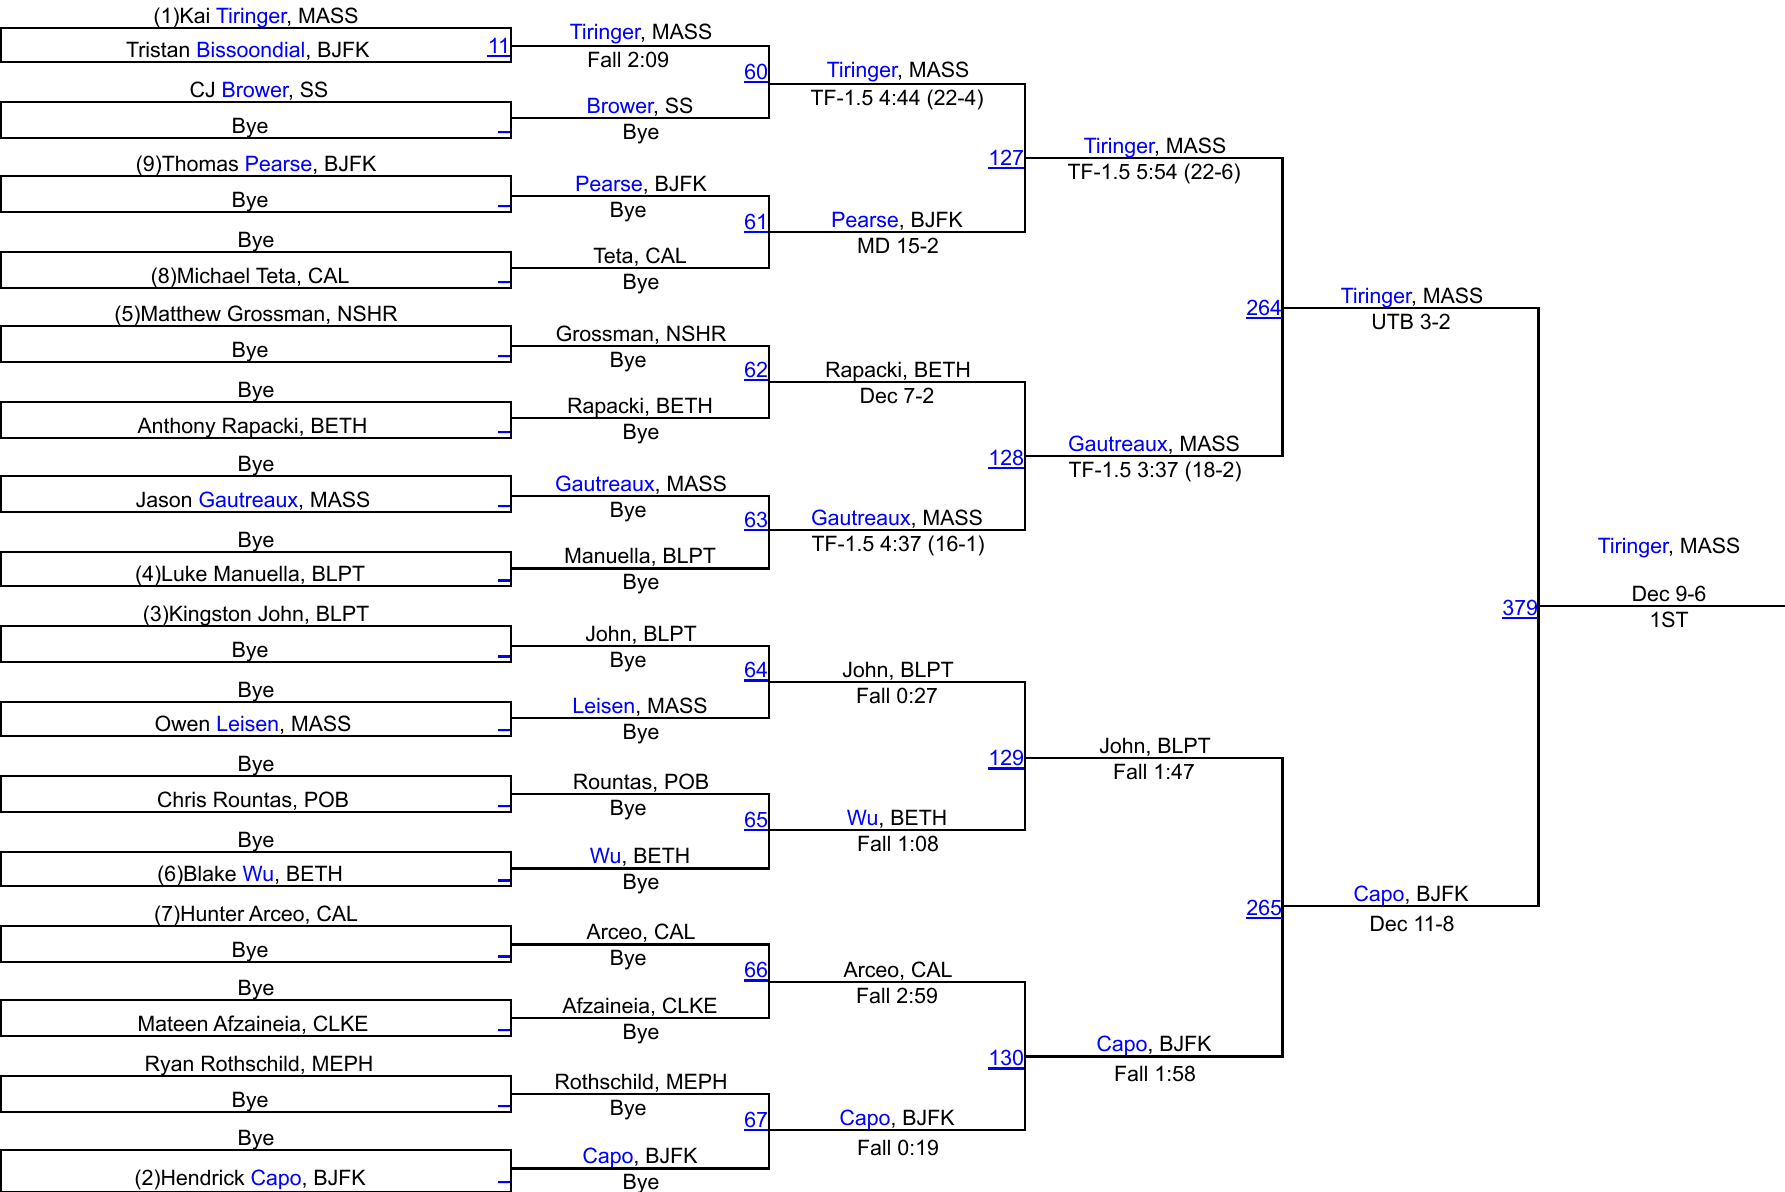 (1)Kai Tiringer, MASS
Tristan Bissoondial, BJFK
11
CJ Brower, SS
Bye
(9)Thomas Pearse, BJFK
Bye
Bye
(8)Michael Teta, CAL
(5)Matthew Grossman, NSHR
Bye
Bye
Anthony Rapacki, BETH
Bye
Jason Gautreaux, MASS
Bye
(4)Luke Manuella, BLPT
(3)Kingston John, BLPT
Bye
Bye
Owen Leisen, MASS
Bye
Chris Rountas, POB
Bye
(6)Blake Wu, BETH
(7)Hunter Arceo, CAL
Bye
Bye
Mateen Afzaineia, CLKE
Ryan Rothschild, MEPH
Bye
Bye
(2)Hendrick Capo, BJFK
Tiringer, MASS
Fall 2:09
60
Brower, SS
Bye
Pearse, BJFK
Bye
61
Teta, CAL
Bye
Grossman, NSHR
Bye
62
Rapacki, BETH
Bye
Gautreaux, MASS
Bye
63
Manuella, BLPT
Bye
John, BLPT
Bye
64
Leisen, MASS
Bye
Rountas, POB
Bye
65
Wu, BETH
Bye
Arceo, CAL
Bye
66
Afzaineia, CLKE
Bye
Rothschild, MEPH
Bye
67
Capo, BJFK
Bye
Tiringer, MASS
TF-1.5 4:44 (22-4)
127
Pearse, BJFK
MD 15-2
Rapacki, BETH
Dec 7-2
128
Gautreaux, MASS
TF-1.5 4:37 (16-1)
John, BLPT
Fall 0:27
129
Wu, BETH
Fall 1:08
Arceo, CAL
Fall 2:59
130
Capo, BJFK
Fall 0:19
Tiringer, MASS
TF-1.5 5:54 (22-6)
264
Gautreaux, MASS
TF-1.5 3:37 (18-2)
John, BLPT
Fall 1:47
265
Capo, BJFK
Fall 1:58
Tiringer, MASS
UTB 3-2
379
Capo, BJFK
Dec 11-8
Tiringer, MASS
Dec 9-6
1ST